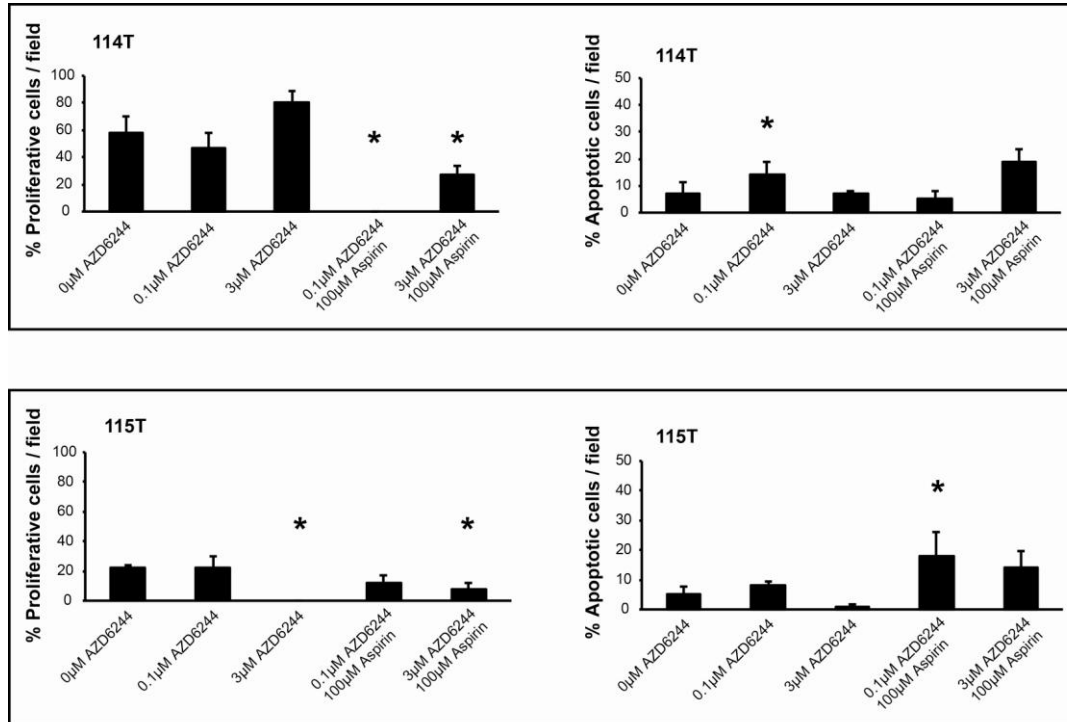 114T
% Proliferative cells / field
100
80
60
40
20
0
*
*
0µM AZD6244
0.1µM AZD6244
3µM AZD6244
0.1µM AZD6244
100µM Aspirin
3µM AZD6244
100µM Aspirin
114T
% Apoptotic cells / field
50
40
30
20
10
0
*
0µM AZD6244
0.1µM AZD6244
3µM AZD6244
0.1µM AZD6244
100µM Aspirin
3µM AZD6244
100µM Aspirin
115T
% Proliferative cells / field
100
80
60
40
20
0
*
*
0µM AZD6244
0.1µM AZD6244
3µM AZD6244
0.1µM AZD6244
100µM Aspirin
3µM AZD6244
100µM Aspirin
115T
% Apoptotic cells / field
50
40
30
20
10
0
*
0µM AZD6244
0.1µM AZD6244
3µM AZD6244
0.1µM AZD6244
100µM Aspirin
3µM AZD6244
100µM Aspirin